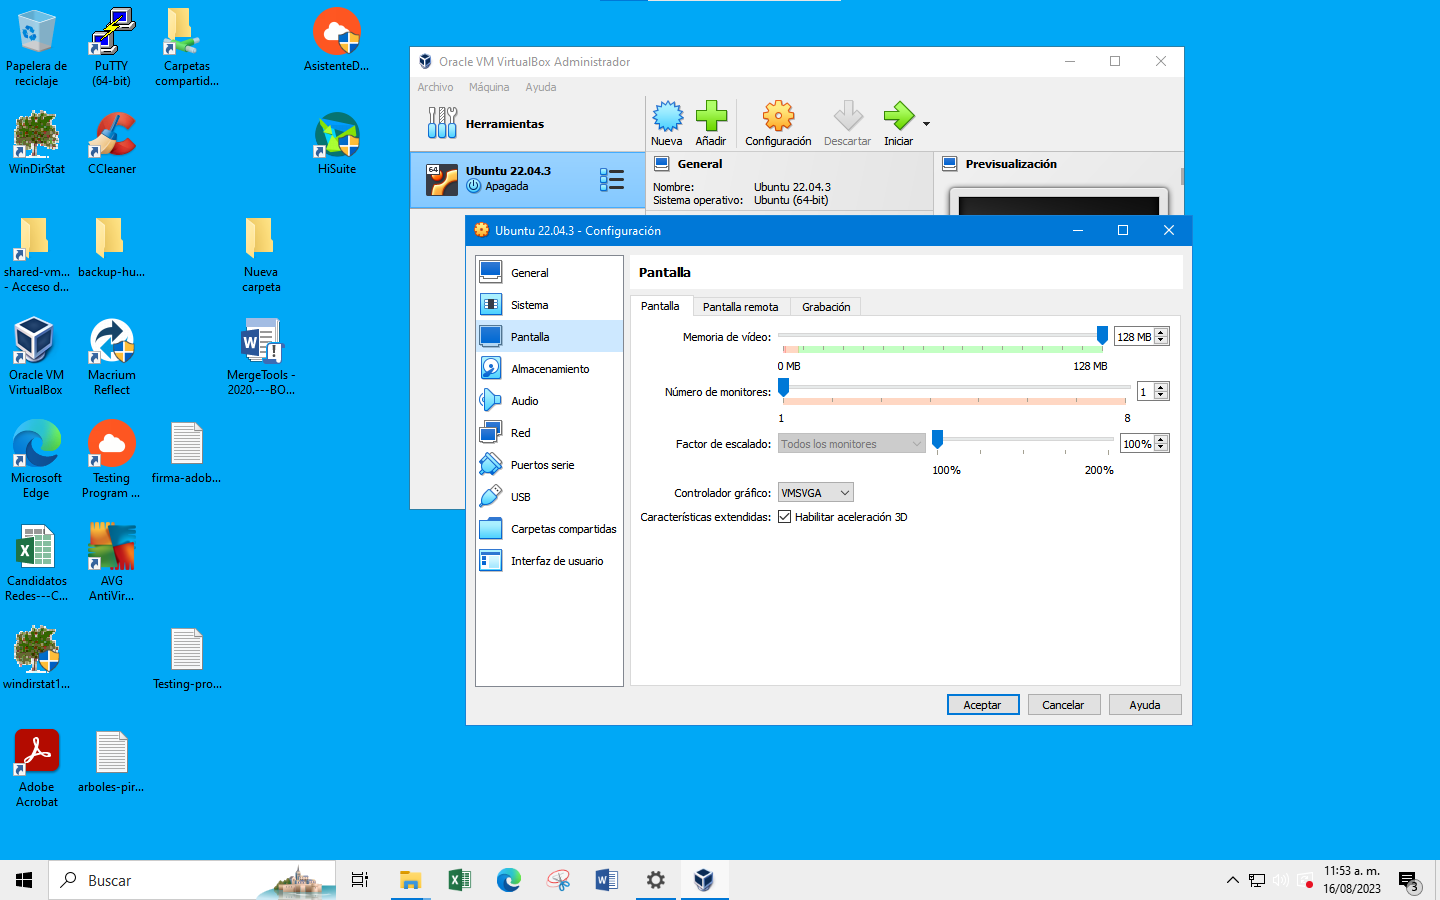 Papelera de
reciclaje
PuTTY
(64-bit)
Carpetas
compartid...
AsistenteD...
WinDirStat
CCleaner
HiSuite
shared-vm...
- Acceso d...
backup-hu...
Nueva
carpeta
Oracle VM
VirtualBox
Macrium
Reflect
MergeTools -
2020.---BO...
Microsoft
Edge
Testing
Program ...
firma-adob...
Candidatos
Redes---C...
AVG
AntiVir...
windirstat1...
Testing-pro...
Adobe
Acrobat
arboles-pir...
Oracle VM VirtualBox Administrador
Archivo Máquina Ayuda
Herramientas
Nueva Añadir Configuración Descartar Iniciar
64
Ubuntu 22.04.3
Apagada
General
Nombre: Ubuntu 22.04.3
Sistema operativo: Ubuntu (64-bit)
Previsualización
Ubuntu 22.04.3 - Configuración
General
Sistema
Pantalla
Almacenamiento
Audio
Red
Puertos serie
USB
Carpetas compartidas
Interfaz de usuario
Pantalla
Pantalla Pantalla remota Grabación
Memoria de vídeo: 128 MB
0 MB 128 MB
Número de monitores: 1
1 8
Factor de escalado: Todos los monitores 100%
100% 200%
Controlador gráfico: VMSVGA
Características extendidas: Habilitar aceleración 3D
Aceptar Cancelar Ayuda
Buscar
11:53 a. m.
16/08/2023
3